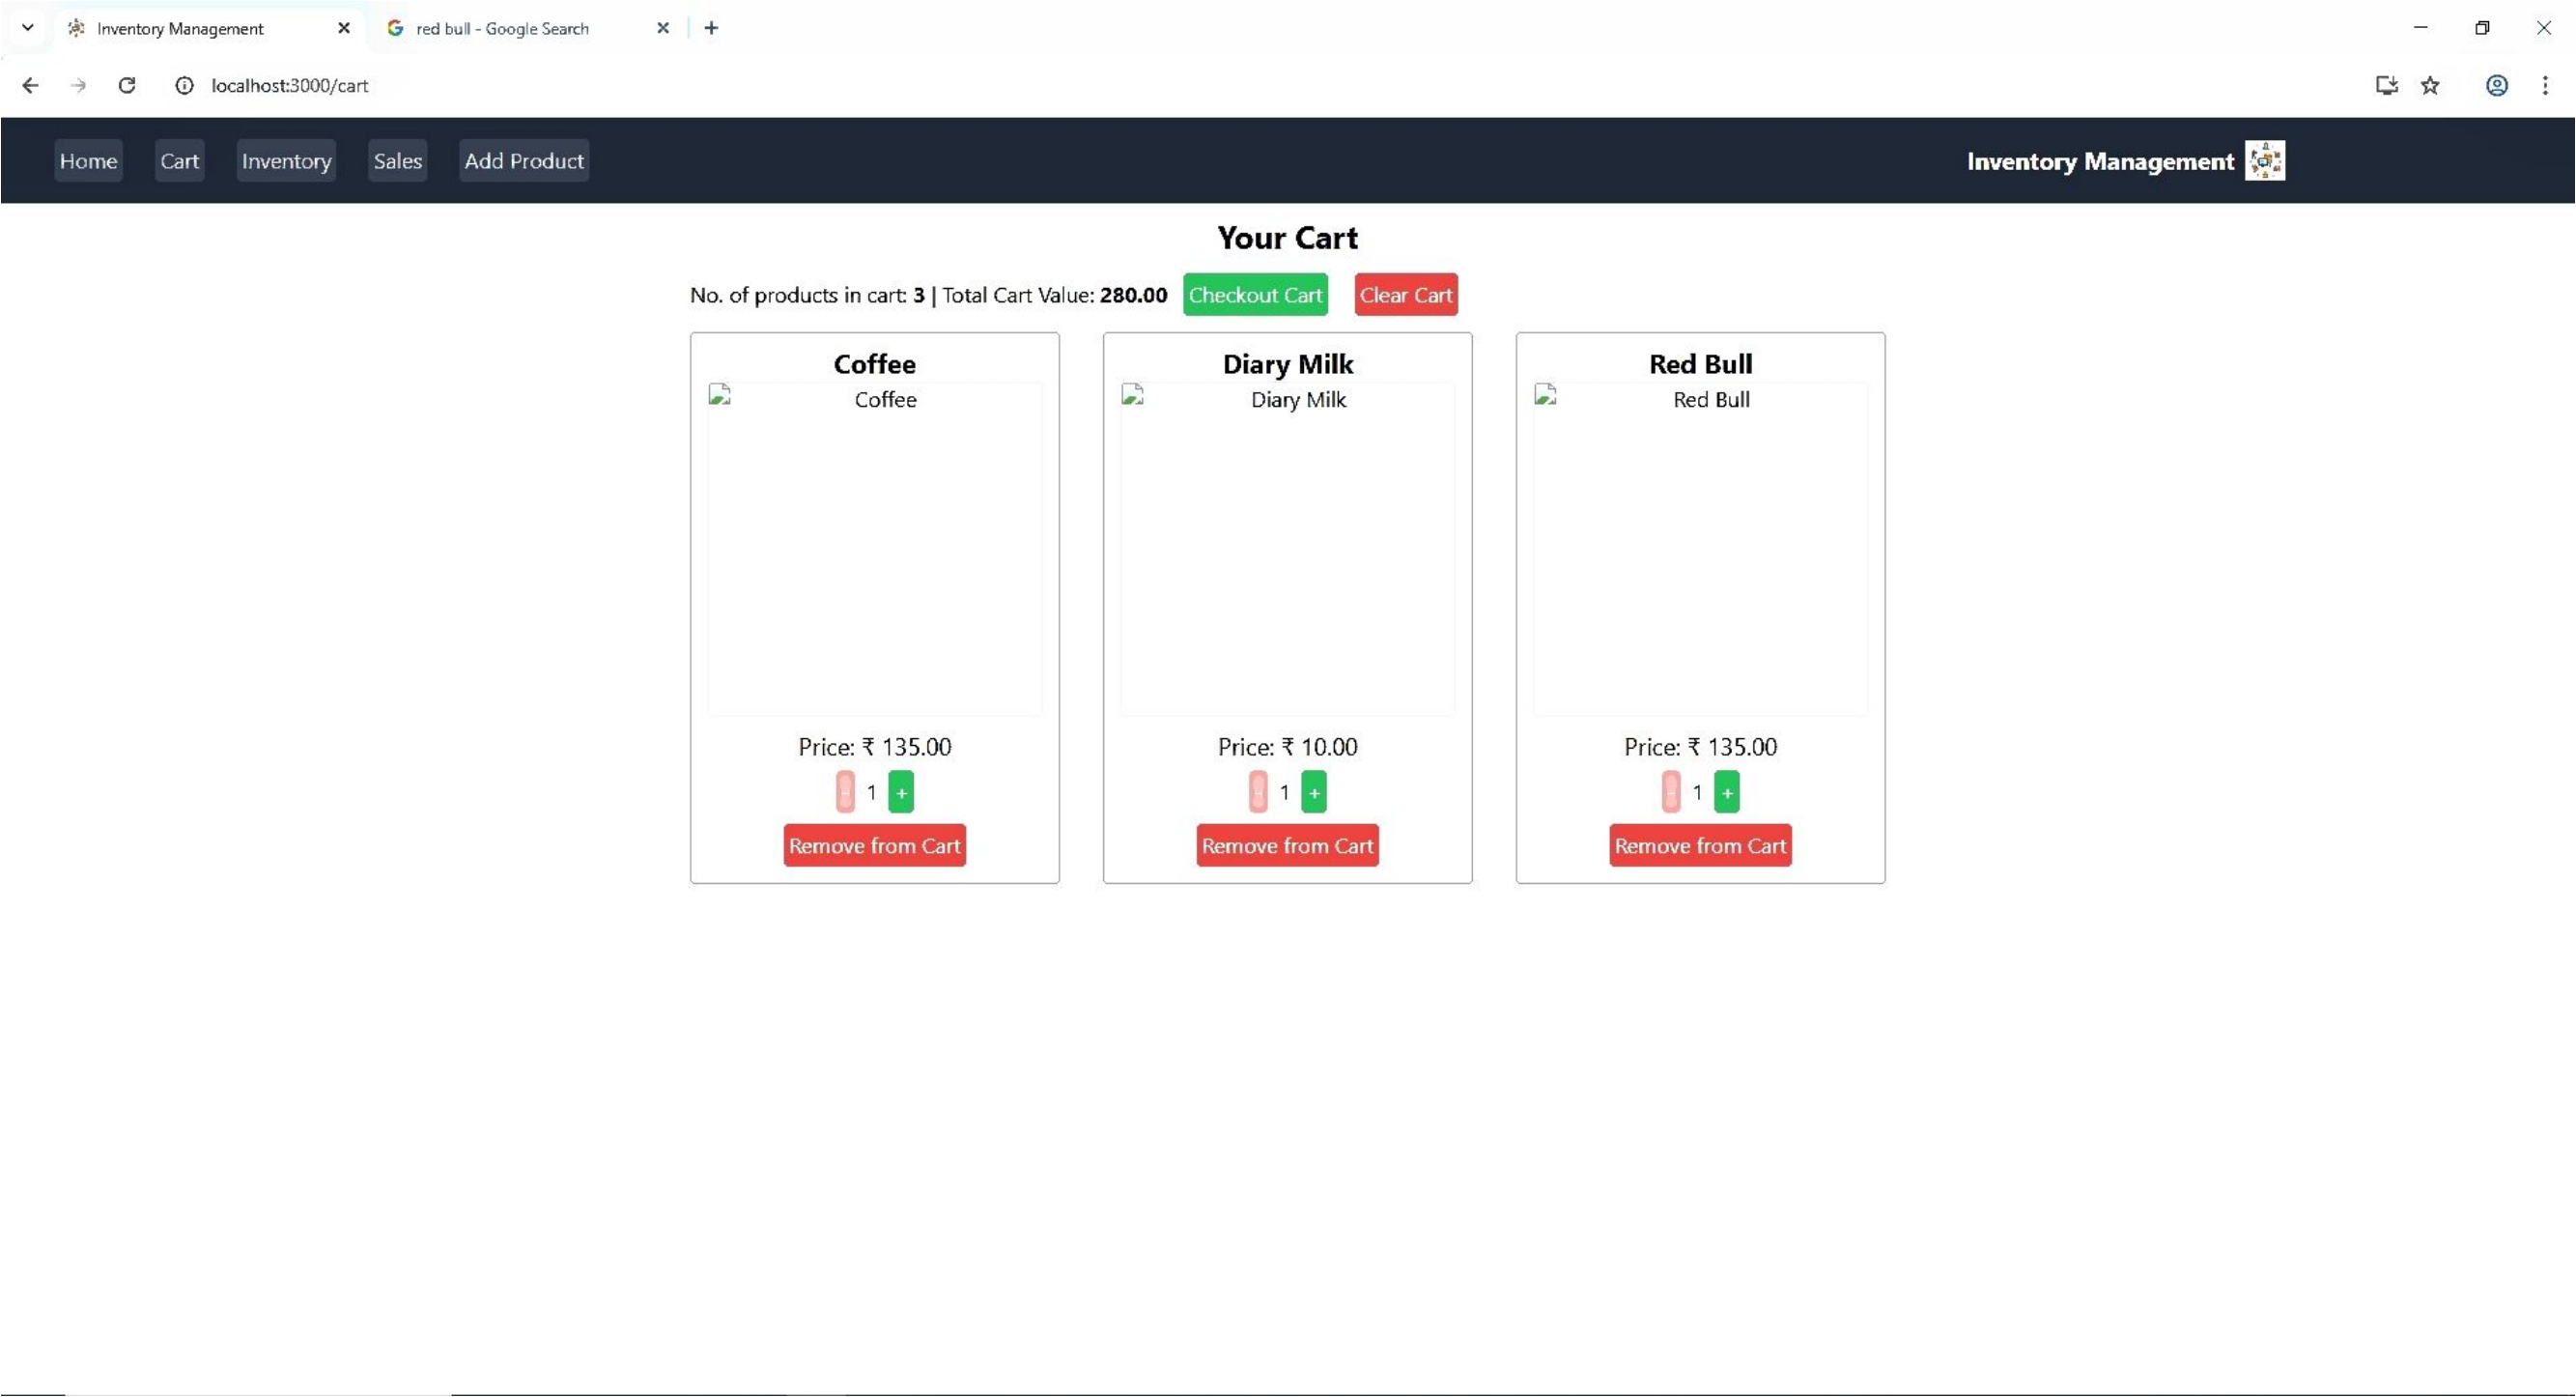 Inventory Management
red bull - Google Search
localhost:3000/cart
Home Cart Inventory Sales Add Product Inventory Management
Your Cart
No. of products in cart: 3 | Total Cart Value: 280.00 Checkout Cart Clear Cart
Coffee
Coffee
Price: ₹ 135.00
- 1 +
Remove from Cart
Diary Milk
Diary Milk
Price: ₹ 10.00
- 1 +
Remove from Cart
Red Bull
Red Bull
Price: ₹ 135.00
- 1 +
Remove from Cart